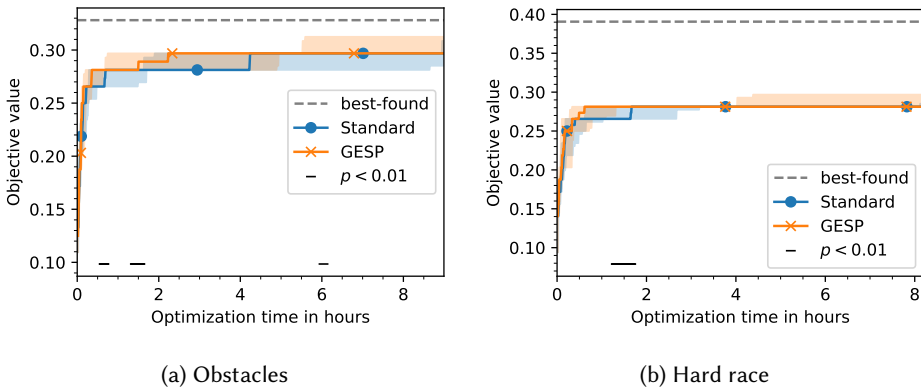 0.30
0.25
0.20
0.15
0.10
Objective value
best-found
Standard
GESP
p < 0.01
0 2 4 6 8
Optimization time in hours
(a) Obstacles
0.40
0.35
0.30
0.25
0.20
0.15
0.10
Objective value
best-found
Standard
GESP
p < 0.01
0 2 4 6 8
Optimization time in hours
(b) Hard race